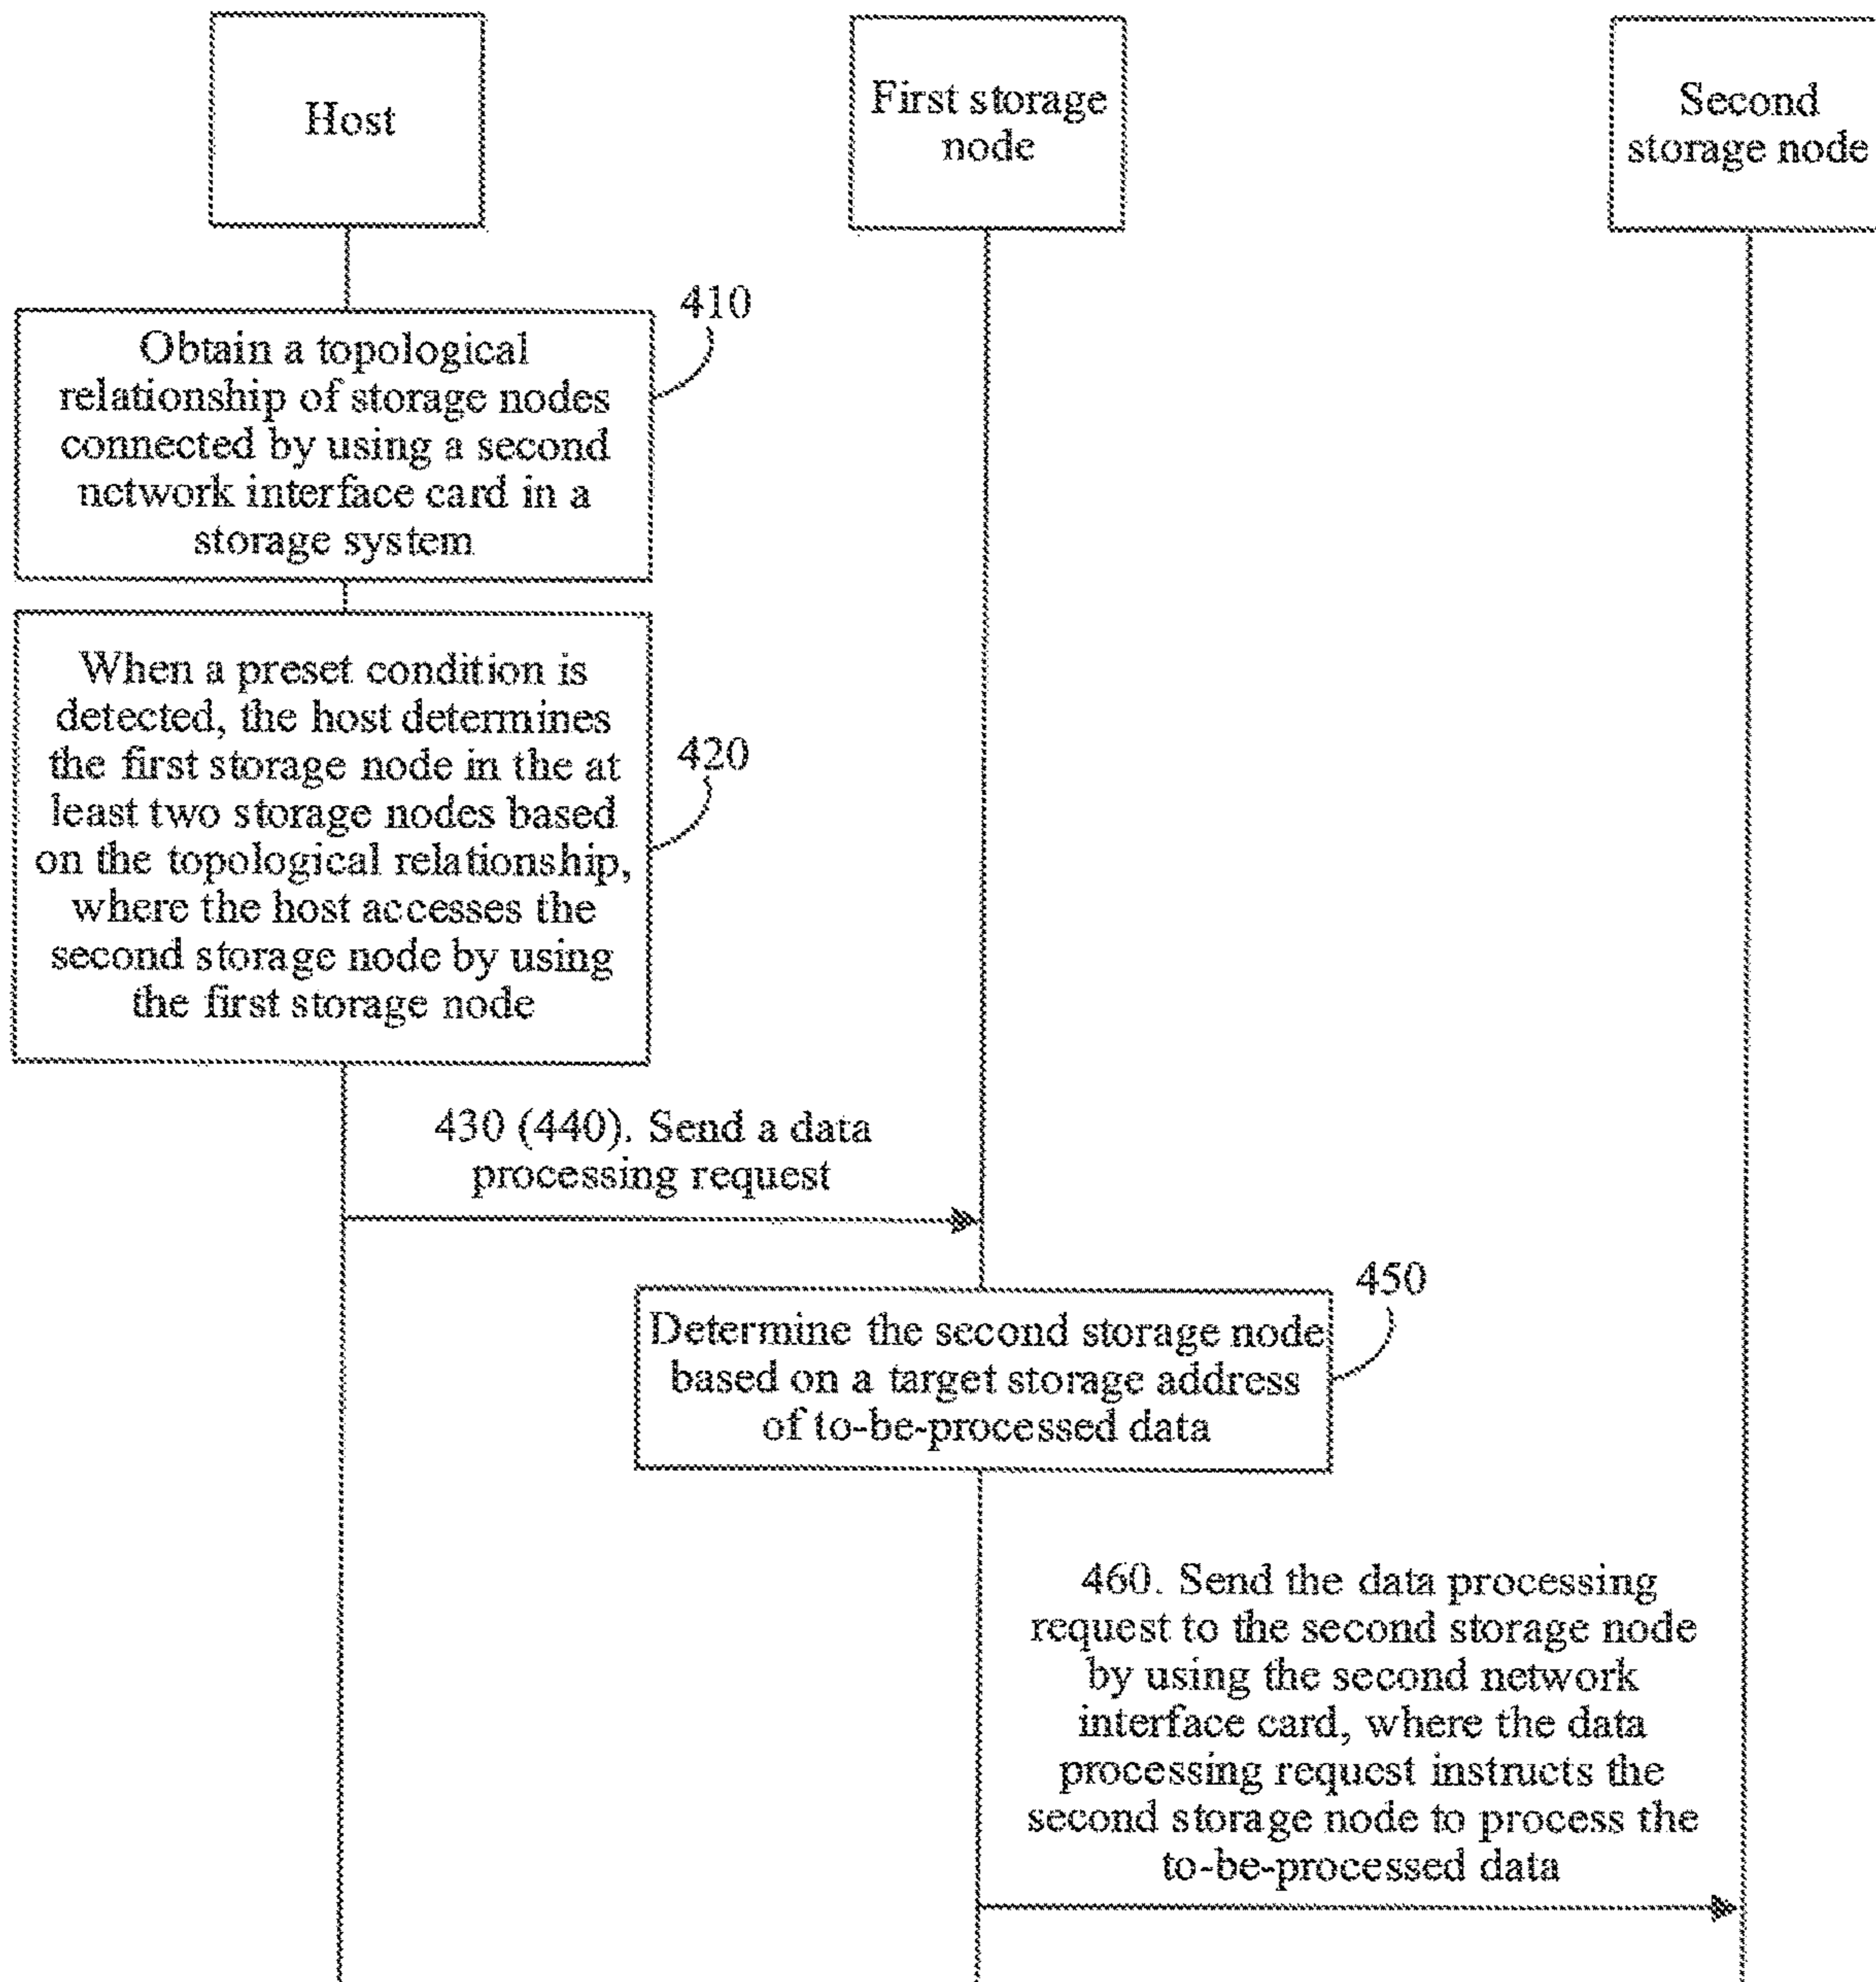 Host
First storage
node
Second
storage node
410
Obtain a topological
relationship of storage nodes
connected by using a second
network interface card in a
storage system
When a preset condition is
detected, the host determines
the first storage node in the at
least two storage nodes based
on the topological relationship,
where the host accesses the
second storage node by using
the first storage node
420
430 (440). Send a data
processing request
450
Determine the second storage node
based on a target storage address
of to-be-processed data
460. Send the data processing
request to the second storage node
by using the second network
interface card, where the data
processing request instructs the
second storage node to process the
to-be-processed data